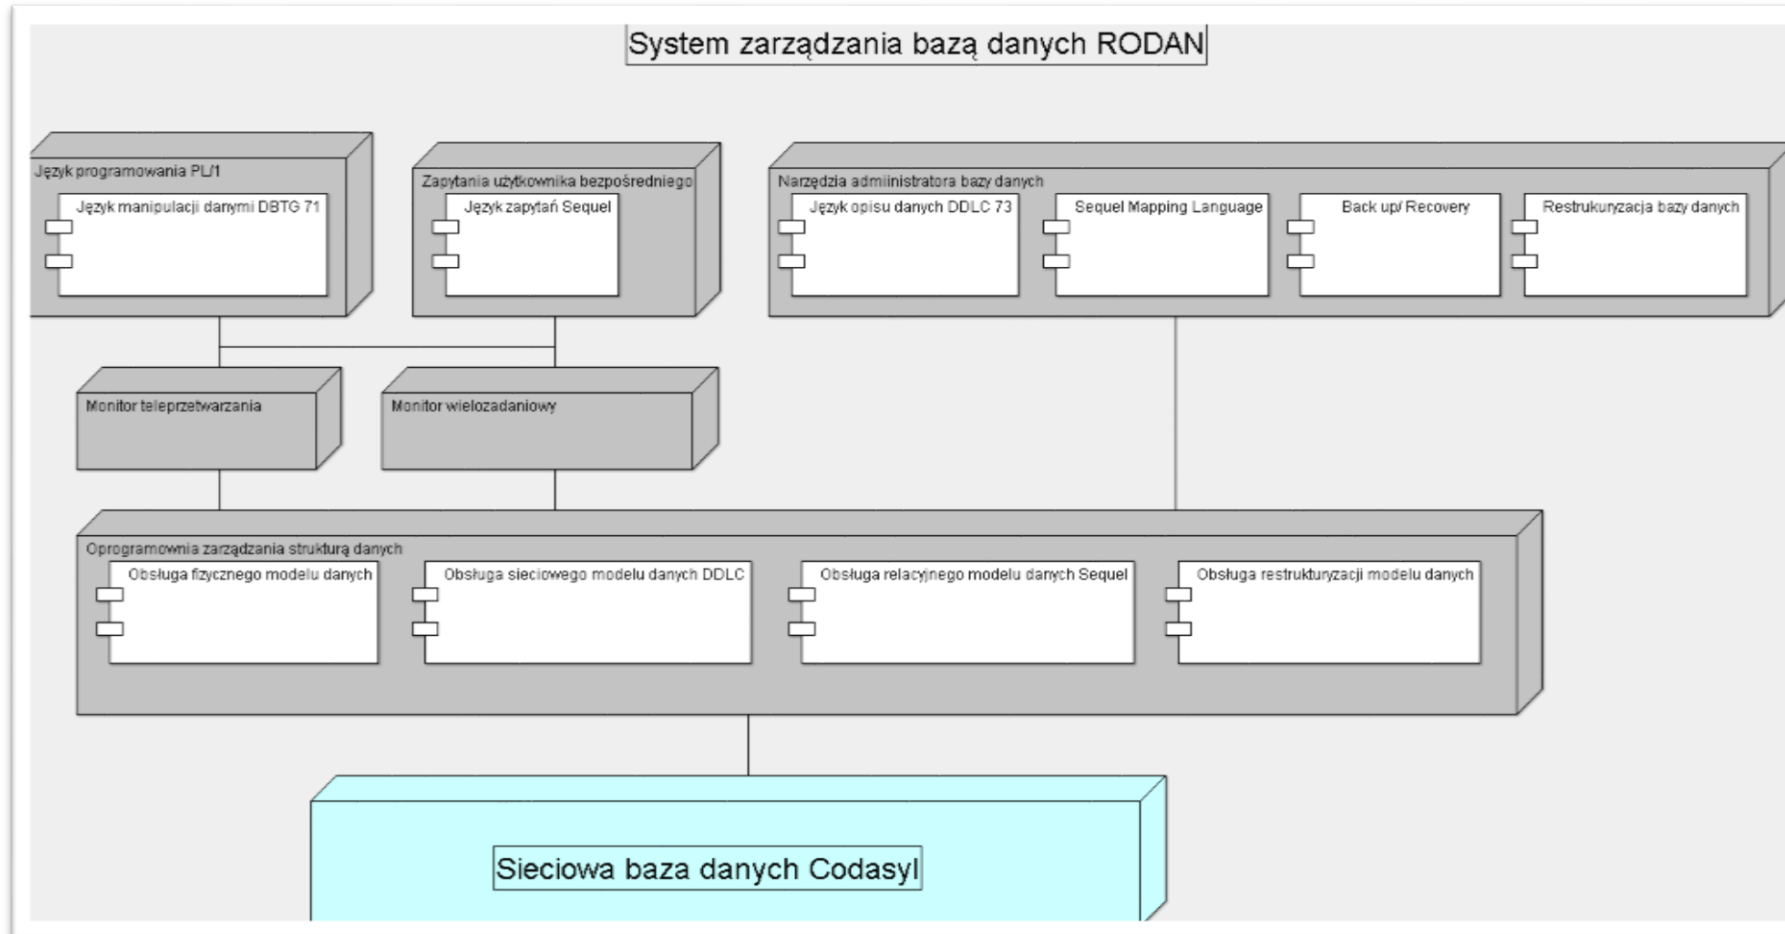 System zarządzania bazą danych RODAN
Język programowania PL/1
Język manipulacji danymi DBTG 71
Zapytania użytkownika bezpośredniego
Język zapytań Sequel
Narzędzia admiinistratora bazy danych
Język opisu danych DDLC 73
Sequel Mapping Language
Back up/ Recovery
Restrukuryzacja bazy danych
Monitor teleprzetwarzania
Monitor wielozadaniowy
Oprogramownia zarządzania strukturą danych
Obsługa fizycznego modelu danych
Obsługa sieciowego modelu danych DDLC
Obsługa relacyjnego modelu danych Sequel
Obsługa restrukturyzacji modelu danych
Sieciowa baza danych Codasyl